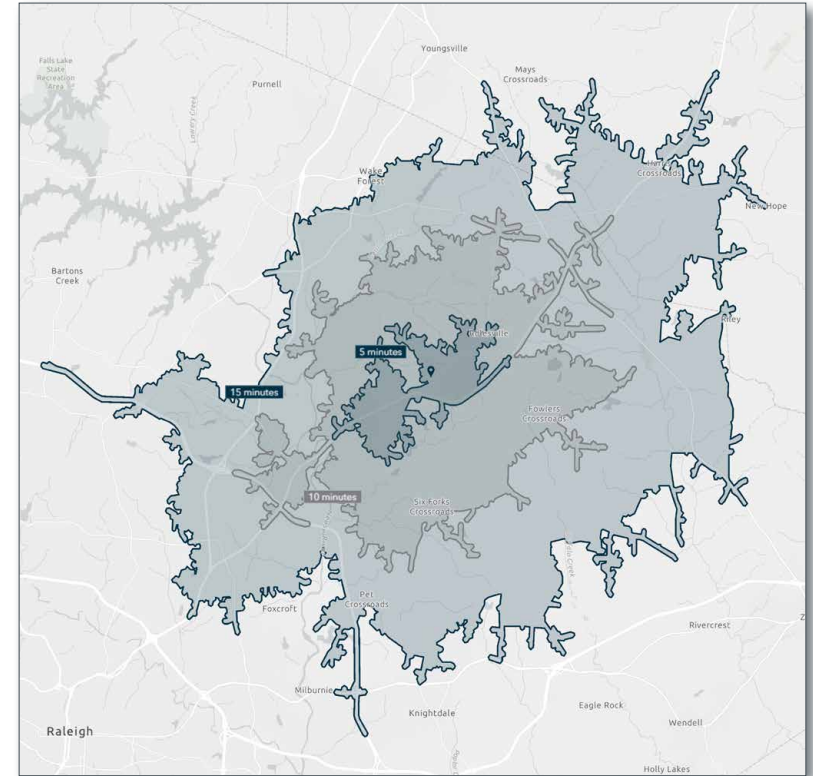 Youngsville
Falls Lake
State
Recreation
Area
Mays
Crossroads
Purnell
Wake
Forest
Crossroads
New Hope
Bartons
Creek
Riley
5 minutes
15 minutes
Fowlers
Crossroads
10 minutes
Six Forks
Crossroads
Pet
Crossroads
Foxcroft
Rivercrest
Milburnie
Eagle Rock
Knightdale
Wendell
Raleigh
Holly Lakes